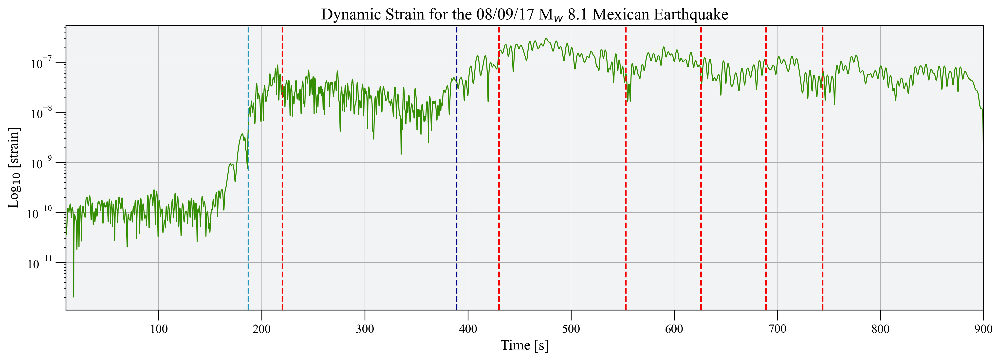 Dynamic Strain for the 08/09/17 M_w 8.1 Mexican Earthquake
Log₁₀ [strain]
10⁻⁷
10⁻⁸
10⁻⁹
10⁻¹⁰
10⁻¹¹
100 200 300 400 500 600 700 800 900
Time [s]